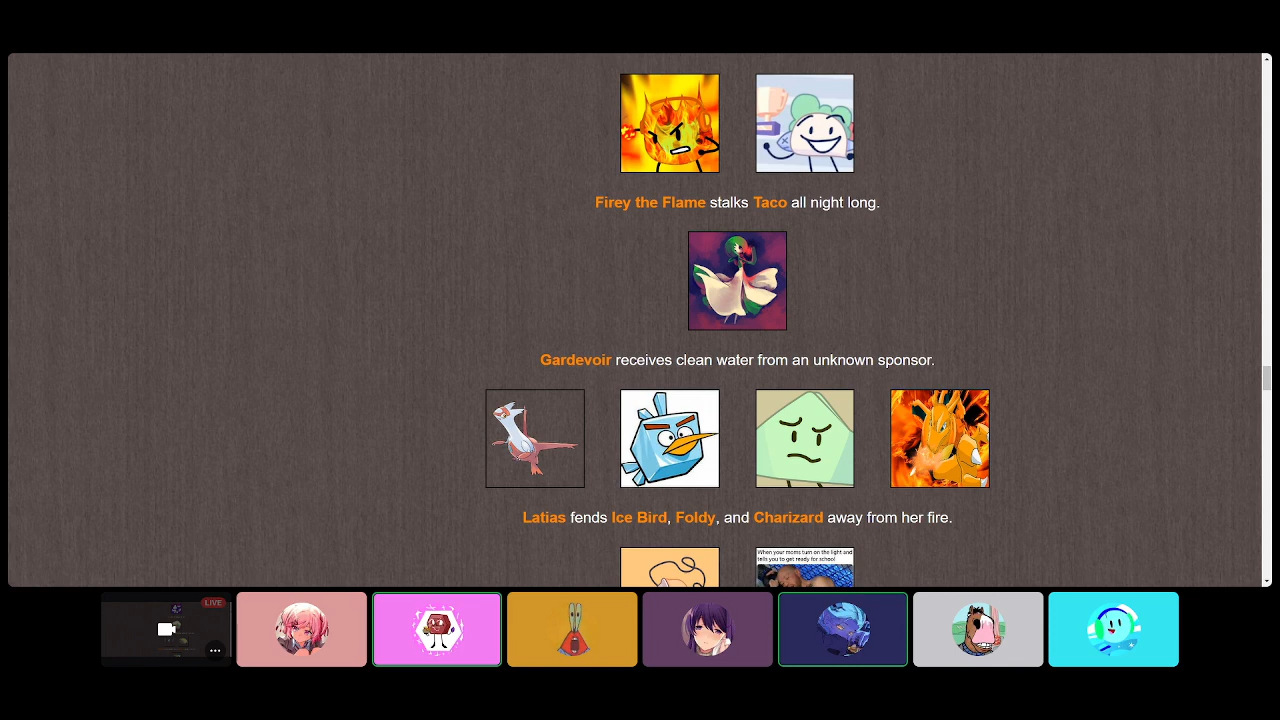 Firey the Flame stalks Taco all night long.
Gardevoir receives clean water from an unknown sponsor.
Latias fends Ice Bird, Foldy, and Charizard away from her fire.
When your moms turn on the light and
tells you to get ready for school
LIVE